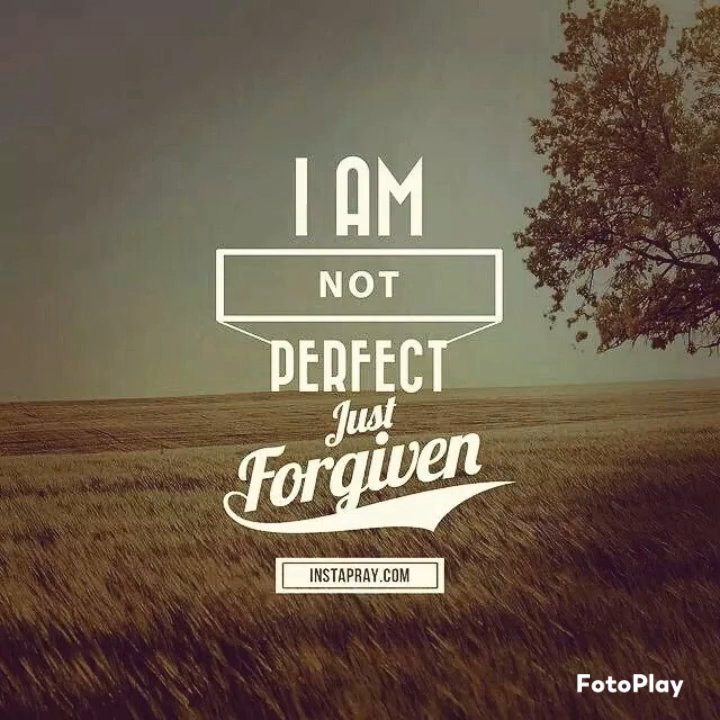 I AM
NOT
PERFECT
Just
Forgiven
INSTAPRAY.COM
FotoPlay